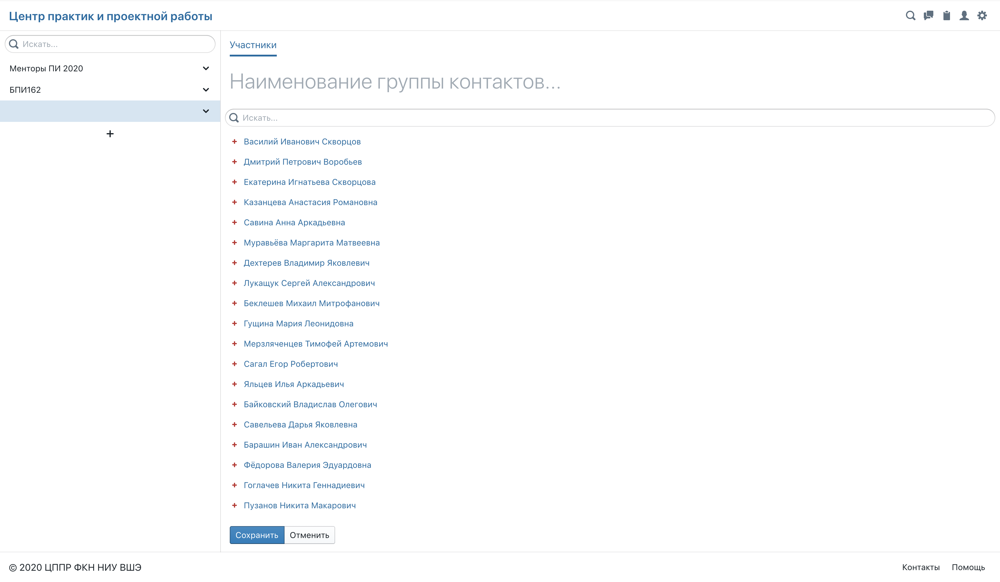 Центр практик и проектной работы
Искать...
Менторы ПИ 2020
БПИ162
Участники
Наименование группы контактов...
Искать...
Василий Иванович Скворцов
Дмитрий Петрович Воробьев
Екатерина Игнатьева Скворцова
Казанцева Анастасия Романовна
Савина Анна Аркадьевна
Муравьёва Маргарита Матвеевна
Дехтерев Владимир Яковлевич
Лукащук Сергей Александрович
Беклешев Михаил Митрофанович
Гущина Мария Леонидовна
Мерзляченцев Тимофей Артемович
Сагал Егор Робертович
Яльцев Илья Аркадьевич
Байковский Владислав Олегович
Савельева Дарья Яковлевна
Барашин Иван Александрович
Фёдорова Валерия Эдуардовна
Гоглачев Никита Геннадиевич
Пузанов Никита Макарович
Сохранить Отменить
© 2020 ЦППР ФКН НИУ ВШЭ
Контакты Помощь